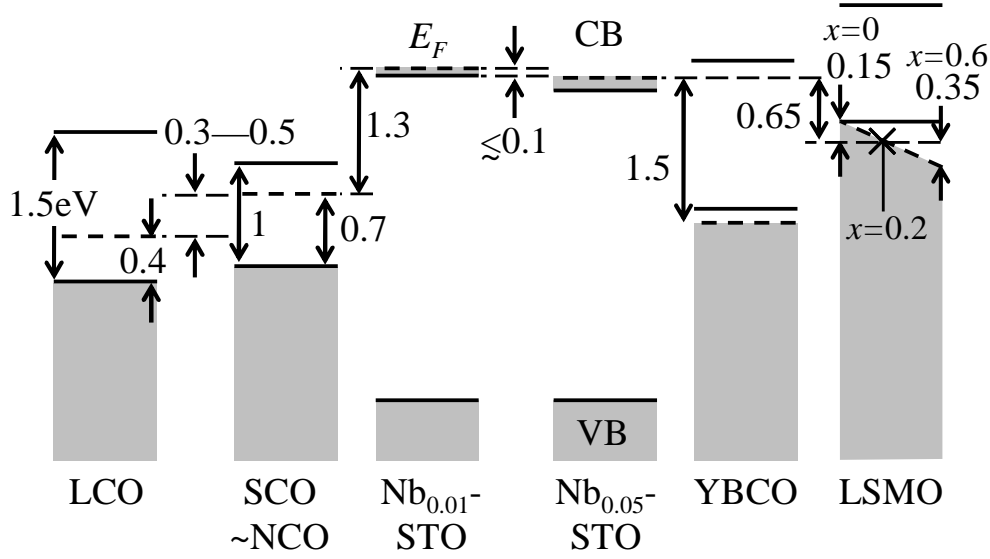 E_F
CB
x=0
0.15
x=0.6
0.35
0.3—0.5
1.3
≲0.1
0.65
1.5
1.5eV
1
0.7
0.4
x=0.2
VB
LCO
SCO
~NCO
Nb0.01-
STO
Nb0.05-
STO
YBCO
LSMO